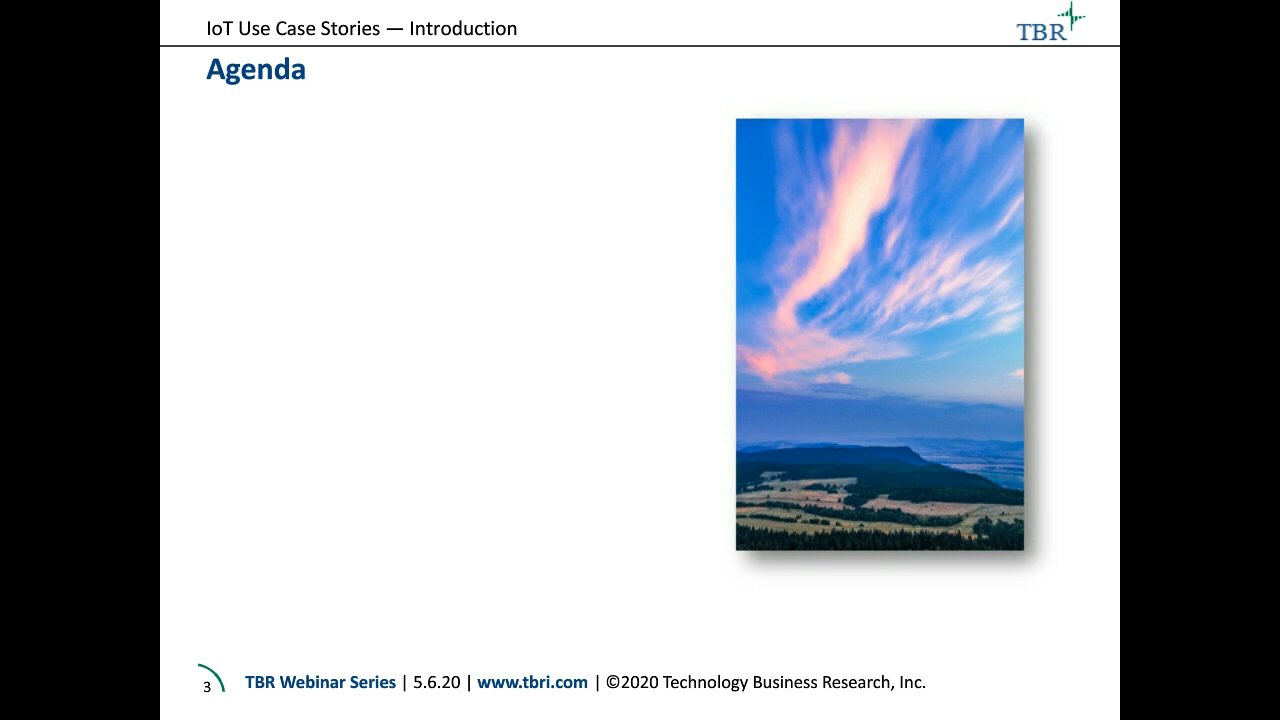 IoT Use Case Stories — Introduction
TBR
Agenda
3
TBR Webinar Series | 5.6.20 | www.tbri.com | ©2020 Technology Business Research, Inc.